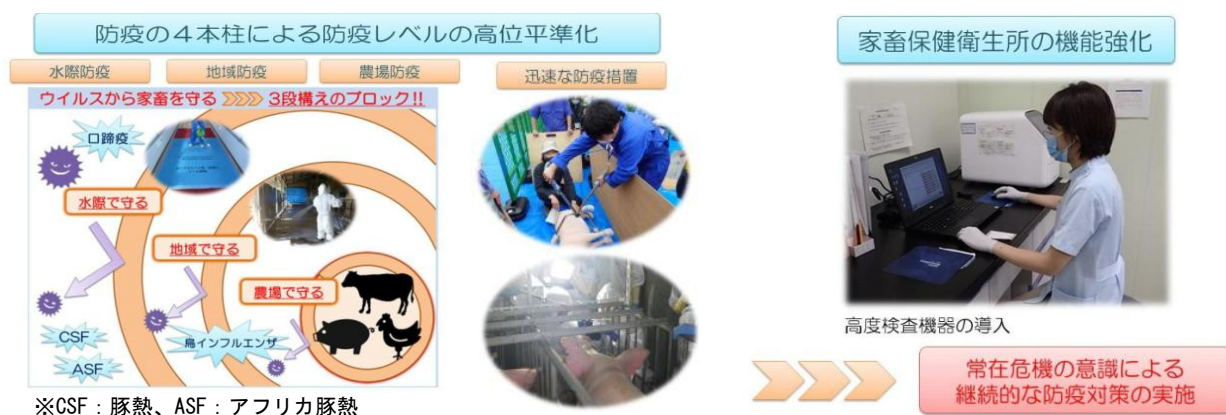 防疫の４本柱による防疫レベルの高位平準化
水際防疫
地域防疫
農場防疫
迅速な防疫措置
ウイルスから家畜を守る 3段構えのブロック!!
口蹄疫
水際で守る
地域で守る
農場で守る
CSF
ASF
鳥インフルエンザ
※CSF：豚熱、ASF：アフリカ豚熱
家畜保健衛生所の機能強化
高度検査機器の導入
常在危機の意識による
継続的な防疫対策の実施